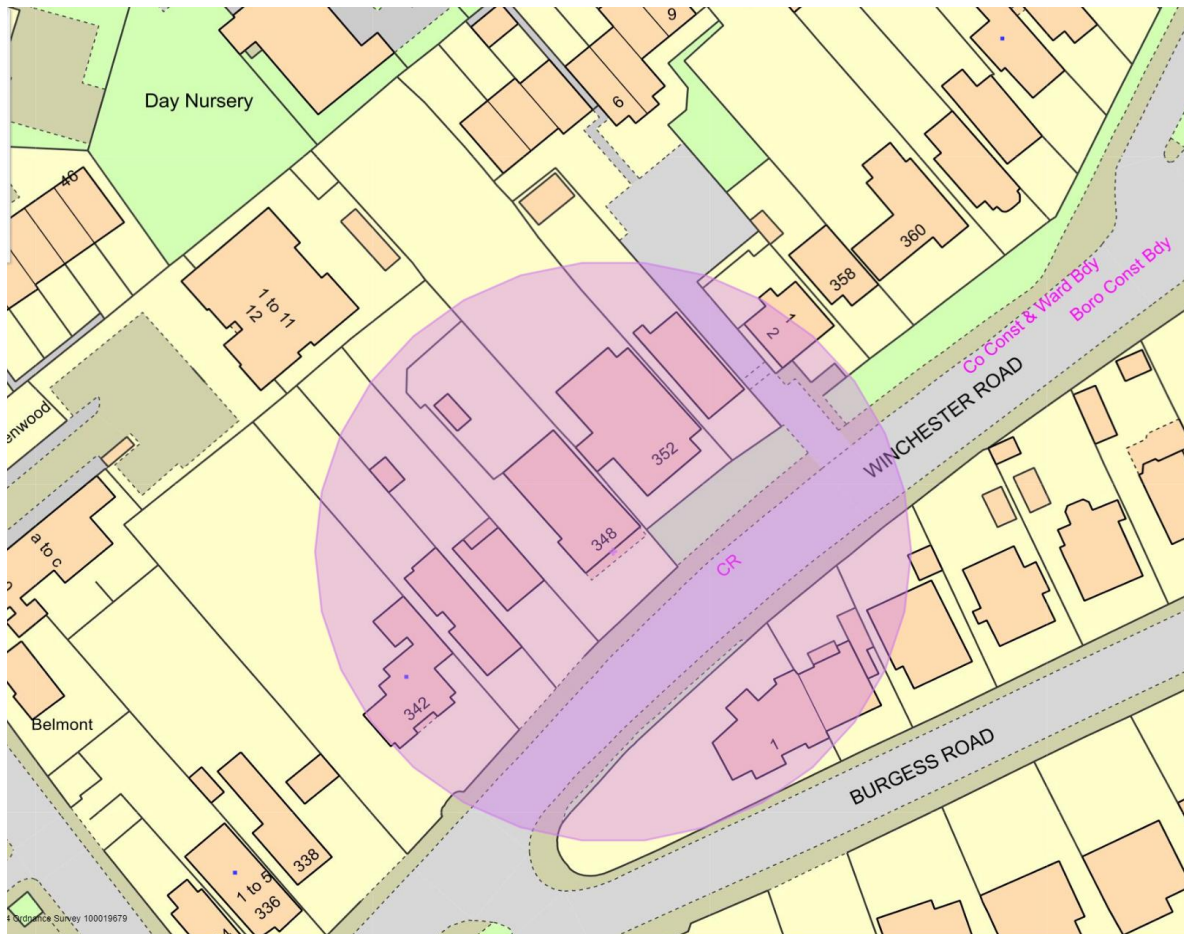 9
Day Nursery
6
46
360
Co Const & Ward Bdy
Boro Const Bdy
358
1 to 11
12
1
2
WINCHESTER ROAD
352
348
CR
a to c
342
Belmont
1
BURGESS ROAD
338
1 to 5
336
Ordnance Survey 100019679